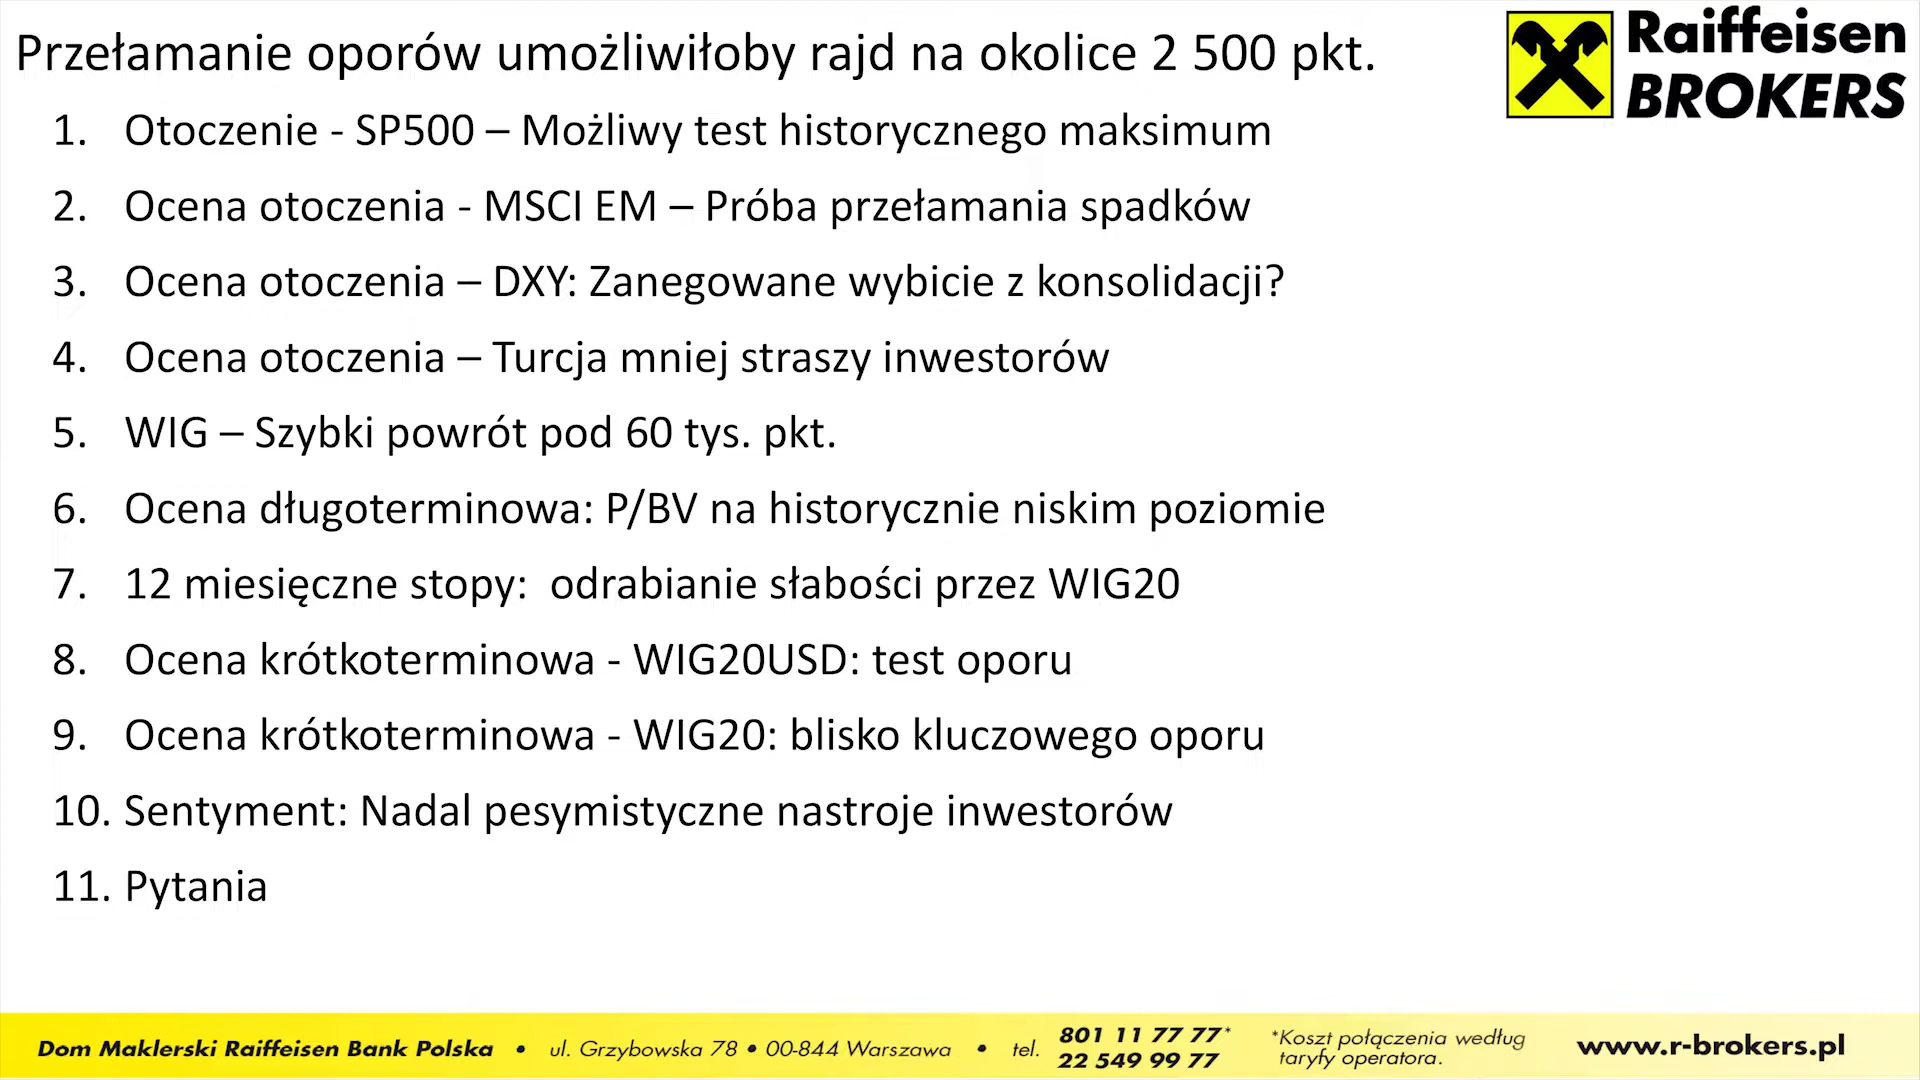 Przełamanie oporów umożliwiłoby rajd na okolice 2 500 pkt.
Raiffeisen
BROKERS
1. Otoczenie - SP500 – Możliwy test historycznego maksimum
2. Ocena otoczenia - MSCI EM – Próba przełamania spadków
3. Ocena otoczenia – DXY: Zanegowane wybicie z konsolidacji?
4. Ocena otoczenia – Turcja mniej straszy inwestorów
5. WIG – Szybki powrót pod 60 tys. pkt.
6. Ocena długoterminowa: P/BV na historycznie niskim poziomie
7. 12 miesięczne stopy:  odrabianie słabości przez WIG20
8. Ocena krótkoterminowa - WIG20USD: test oporu
9. Ocena krótkoterminowa - WIG20: blisko kluczowego oporu
10. Sentyment: Nadal pesymistyczne nastroje inwestorów
11. Pytania
Dom Maklerski Raiffeisen Bank Polska • ul. Grzybowska 78 • 00-844 Warszawa • tel.
801 11 77 77*
22 549 99 77
*Koszt połączenia według
taryfy operatora.
www.r-brokers.pl